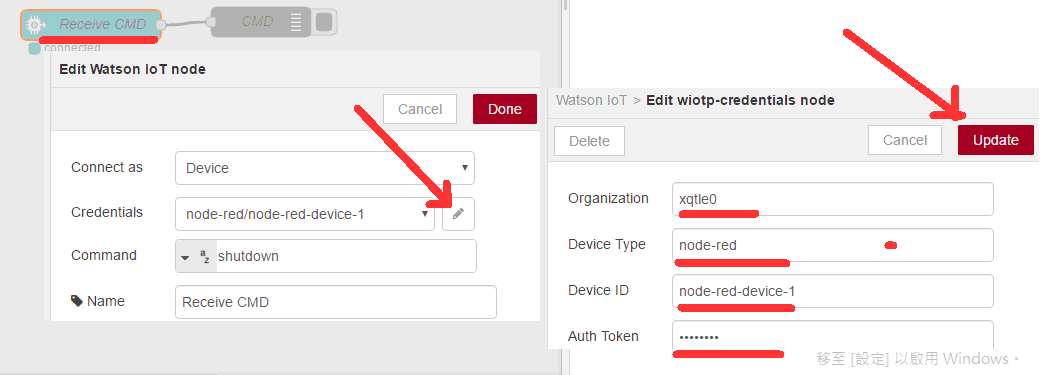 Receive CMD
CMD
connected
Edit Watson IoT node
Cancel
Done
Connect as
Device
Credentials
node-red/node-red-device-1
Command
a z
shutdown
Name
Receive CMD
Watson IoT > Edit wiotp-credentials node
Delete
Cancel
Update
Organization
xqtle0
Device Type
node-red
Device ID
node-red-device-1
Auth Token
••••••••
移至 [設定] 以啟用 Windows。